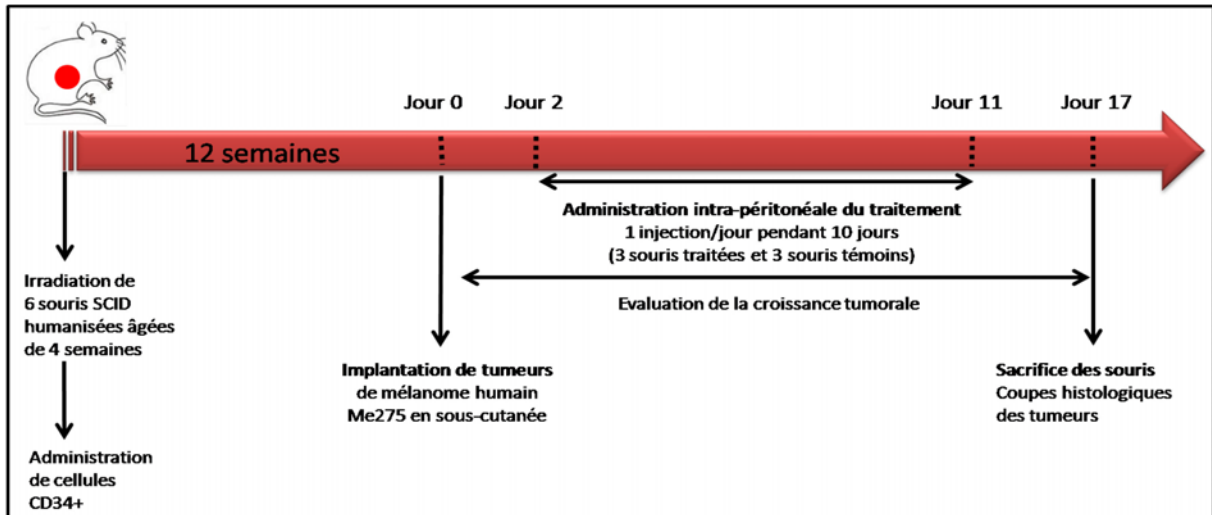 Jour 0
Jour 2
Jour 11
Jour 17
12 semaines
Administration intra-péritonéale du traitement
1 injection/jour pendant 10 jours
(3 souris traitées et 3 souris témoins)
Irradiation de
6 souris SCID
humanisées âgées
de 4 semaines
Evaluation de la croissance tumorale
Implantation de tumeurs
de mélanome humain
Me275 en sous-cutanée
Sacrifice des souris
Coupes histologiques
des tumeurs
Administration
de cellules
CD34+